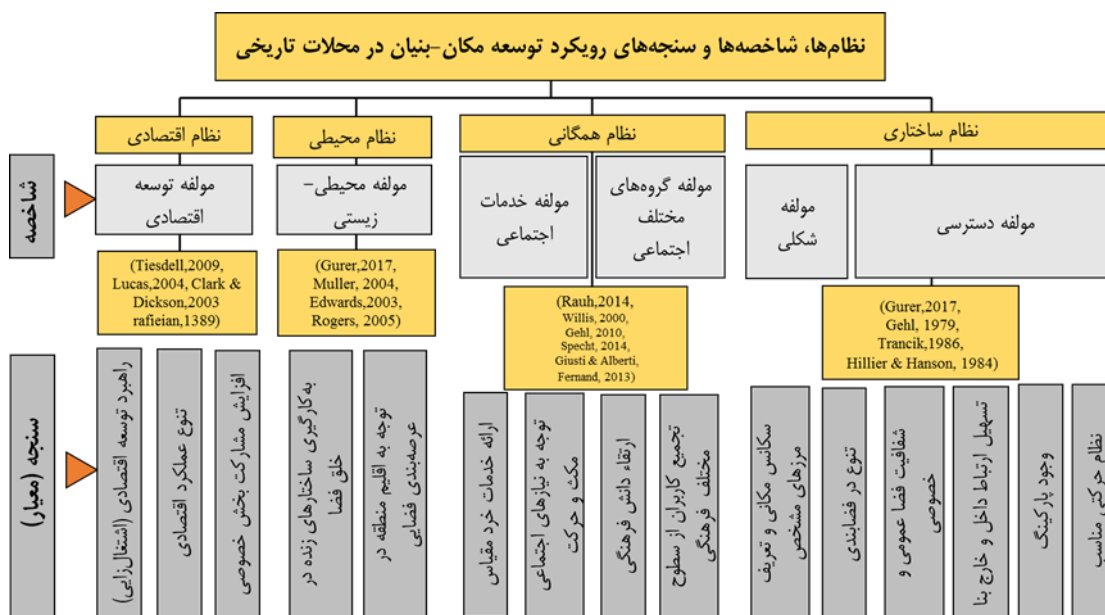 نظام‌ها، شاخصه‌ها و سنجه‌های رویکرد توسعه مکان-بنیان در محلات تاریخی
نظام ساختاری
نظام همگانی
نظام محیطی
نظام اقتصادی
شاخصه
مولفه دسترسی
مولفه
شکلی
مولفه گروه‌های
مختلف
اجتماعی
مولفه خدمات
اجتماعی
مولفه محیطی-
زیستی
مولفه توسعه
اقتصادی
(Gurer,2017,
Gehl, 1979,
Trancik,1986,
Hillier & Hanson, 1984)
(Rauh,2014,
Willis, 2000,
Gehl, 2010,
Specht, 2014,
Giusti & Alberti,
Fernand, 2013)
(Gurer,2017,
Muller, 2004,
Edwards,2003,
Rogers, 2005)
(Tiesdell,2009,
Lucas,2004, Clark &
Dickson,2003
rafieian,1389)
سنجه (معیار)
نظام حرکتی مناسب
وجود پارکینگ
تسهیل ارتباط داخل و خارج بنا
شفافیت فضا عمومی و
خصوصی
تنوع در فضابندی
سکانس مکانی و تعریف
مرزهای مشخص
تجمیع کاربران از سطوح
مختلف فرهنگی
ارتقاء دانش فرهنگی
توجه به نیازهای اجتماعی
مکث و حرکت
ارائه خدمات خرد مقیاس
توجه به اقلیم منطقه در
عرصه‌بندی فضایی
به‌کارگیری ساختارهای زنده در
خلق فضا
افزایش مشارکت بخش خصوصی
تنوع عملکرد اقتصادی
راهبرد توسعه اقتصادی (اشتغال‌زایی)